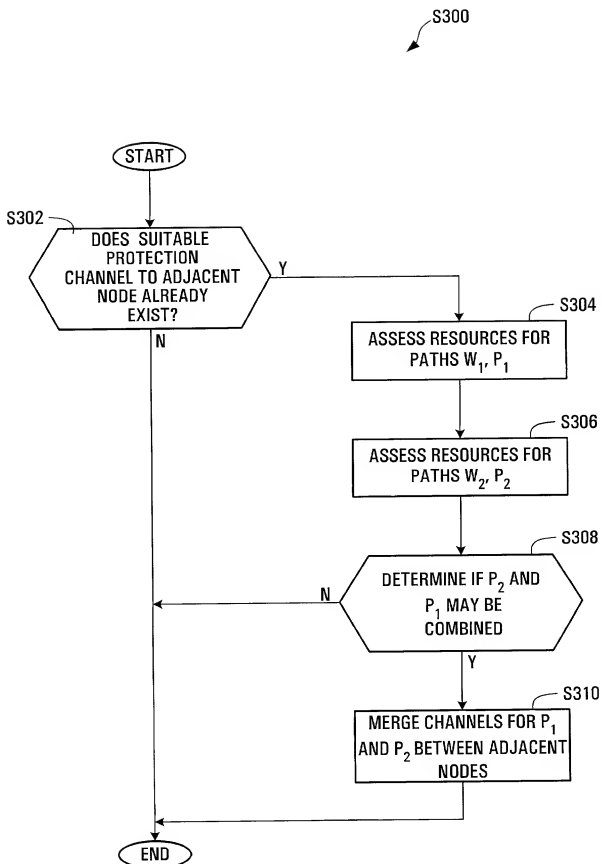 S300
START
S302
DOES SUITABLE
PROTECTION
CHANNEL TO ADJACENT
NODE ALREADY
EXIST?
Y
N
S304
ASSESS RESOURCES FOR
PATHS W1, P1
S306
ASSESS RESOURCES FOR
PATHS W2, P2
S308
DETERMINE IF P2 AND
P1 MAY BE
COMBINED
N
Y
S310
MERGE CHANNELS FOR P1
AND P2 BETWEEN ADJACENT
NODES
END